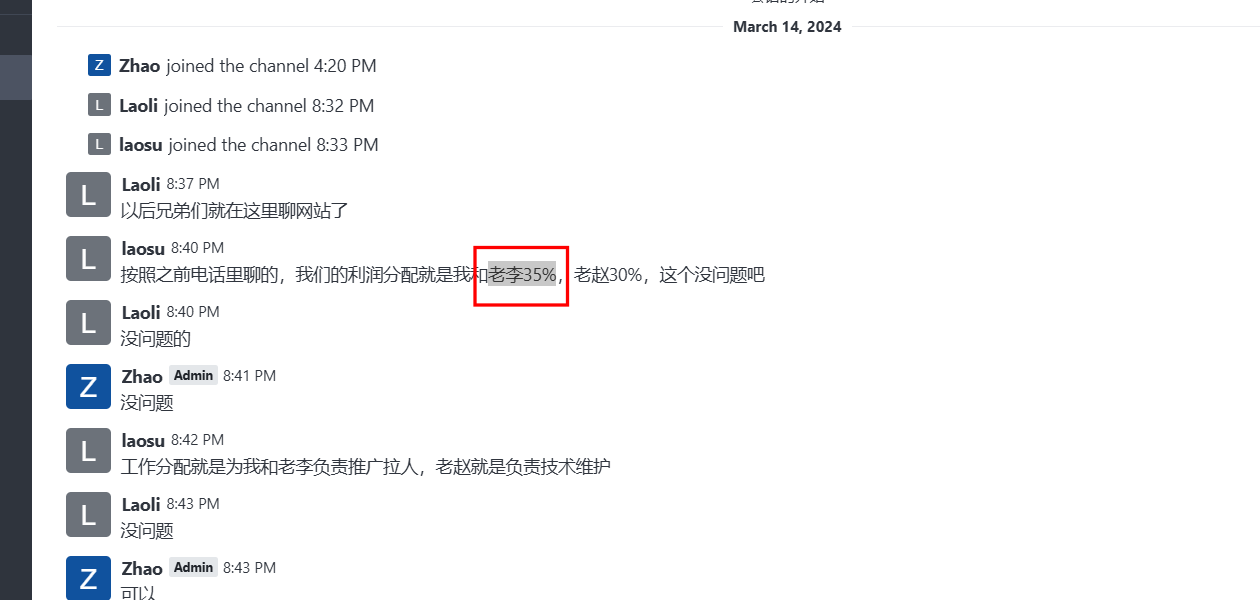 March 14, 2024
Z Zhao joined the channel 4:20 PM
L Laoli joined the channel 8:32 PM
L laosu joined the channel 8:33 PM
L Laoli 8:37 PM
以后兄弟们就在这里聊网站了
L laosu 8:40 PM
按照之前电话里聊的，我们的利润分配就是我和老李35%，老赵30%，这个没问题吧
L Laoli 8:40 PM
没问题的
Z Zhao Admin 8:41 PM
没问题
L laosu 8:42 PM
工作分配就是为我和老李负责推广拉人，老赵就是负责技术维护
L Laoli 8:43 PM
没问题
Z Zhao Admin 8:43 PM
可以